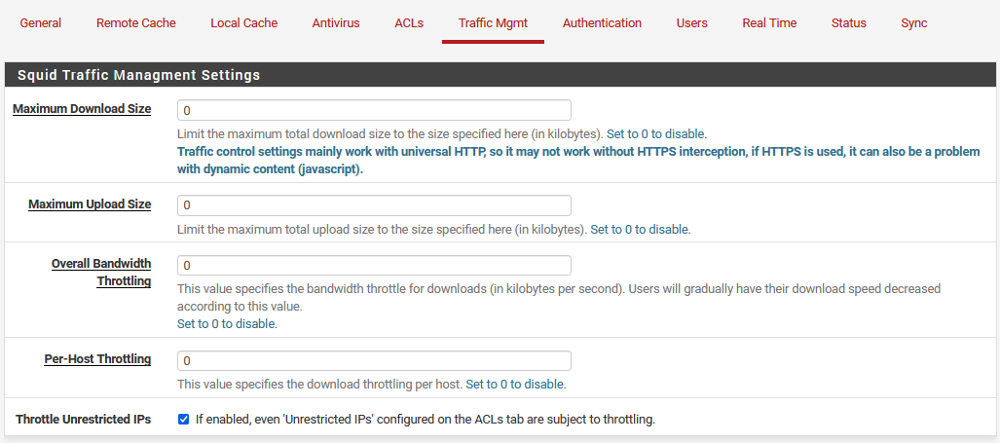 General Remote Cache Local Cache Antivirus ACLs Traffic Mgmt Authentication Users Real Time Status Sync
Squid Traffic Managment Settings
Maximum Download Size
0
Limit the maximum total download size to the size specified here (in kilobytes). Set to 0 to disable.
Traffic control settings mainly work with universal HTTP, so it may not work without HTTPS interception, if HTTPS is used, it can also be a problem
with dynamic content (javascript).
Maximum Upload Size
0
Limit the maximum total upload size to the size specified here (in kilobytes). Set to 0 to disable.
Overall Bandwidth
Throttling
0
This value specifies the bandwidth throttle for downloads (in kilobytes per second). Users will gradually have their download speed decreased
according to this value.
Set to 0 to disable.
Per-Host Throttling
0
This value specifies the download throttling per host. Set to 0 to disable.
Throttle Unrestricted IPs
If enabled, even 'Unrestricted IPs' configured on the ACLs tab are subject to throttling.